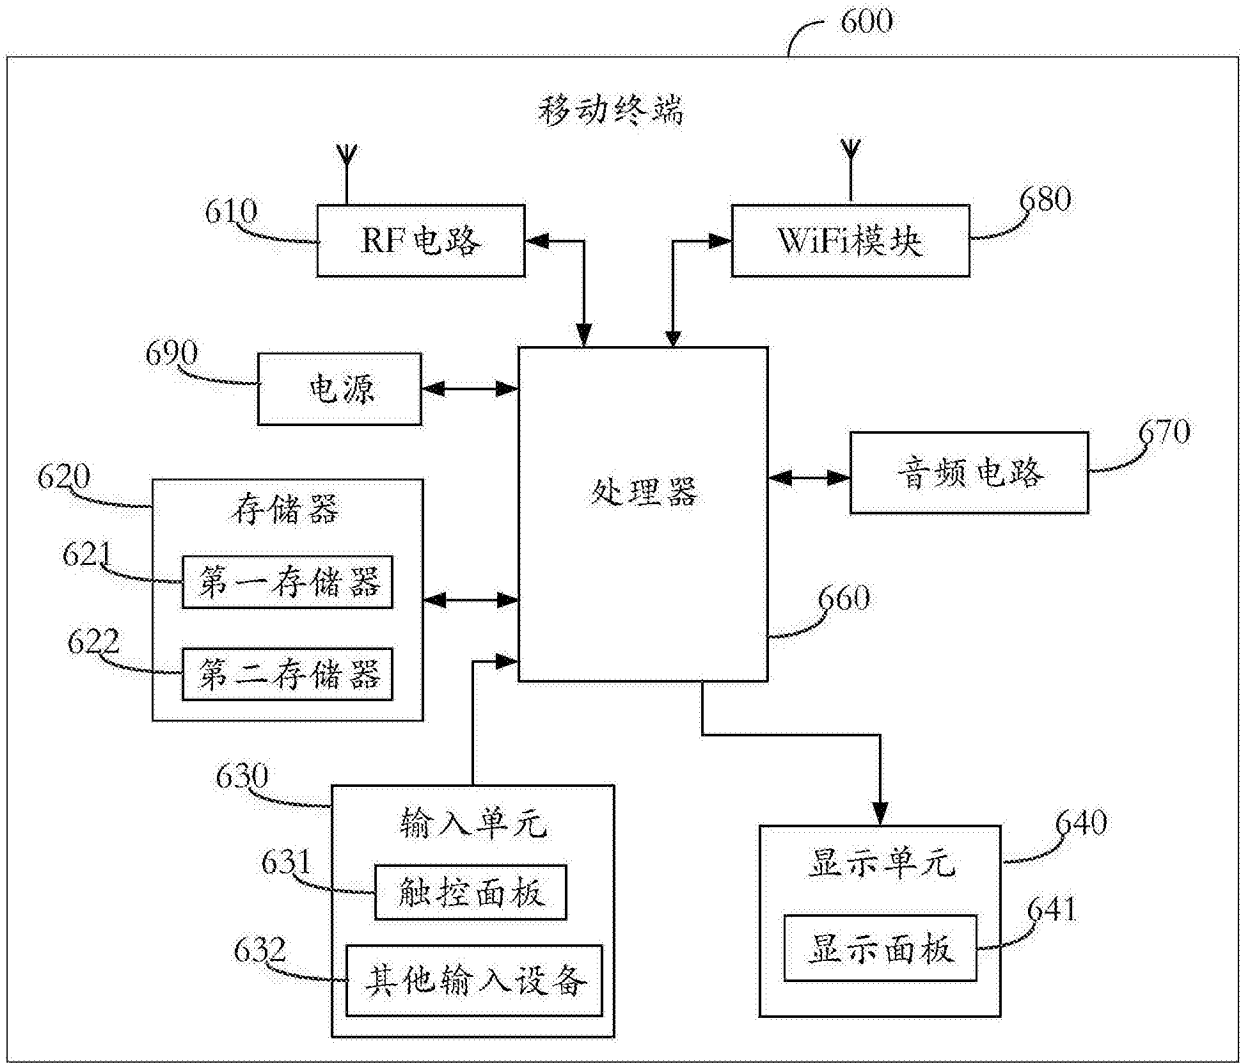 600
移动终端
610
RF电路
680
WiFi模块
690
电源
670
音频电路
处理器
620
存储器
621
第一存储器
622
第二存储器
660
630
输入单元
631
触控面板
632
其他输入设备
640
显示单元
641
显示面板